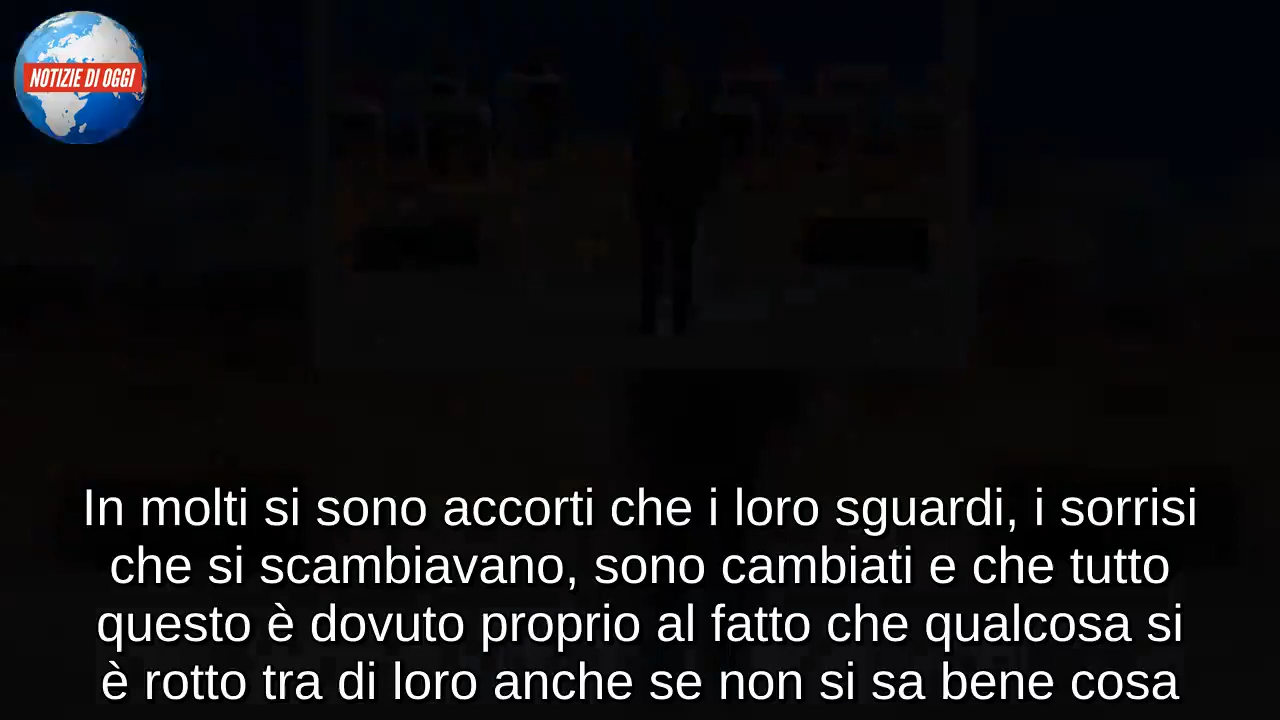 NOTIZIE DI OGGI
In molti si sono accorti che i loro sguardi, i sorrisi
che si scambiavano, sono cambiati e che tutto
questo è dovuto proprio al fatto che qualcosa si
è rotto tra di loro anche se non si sa bene cosa